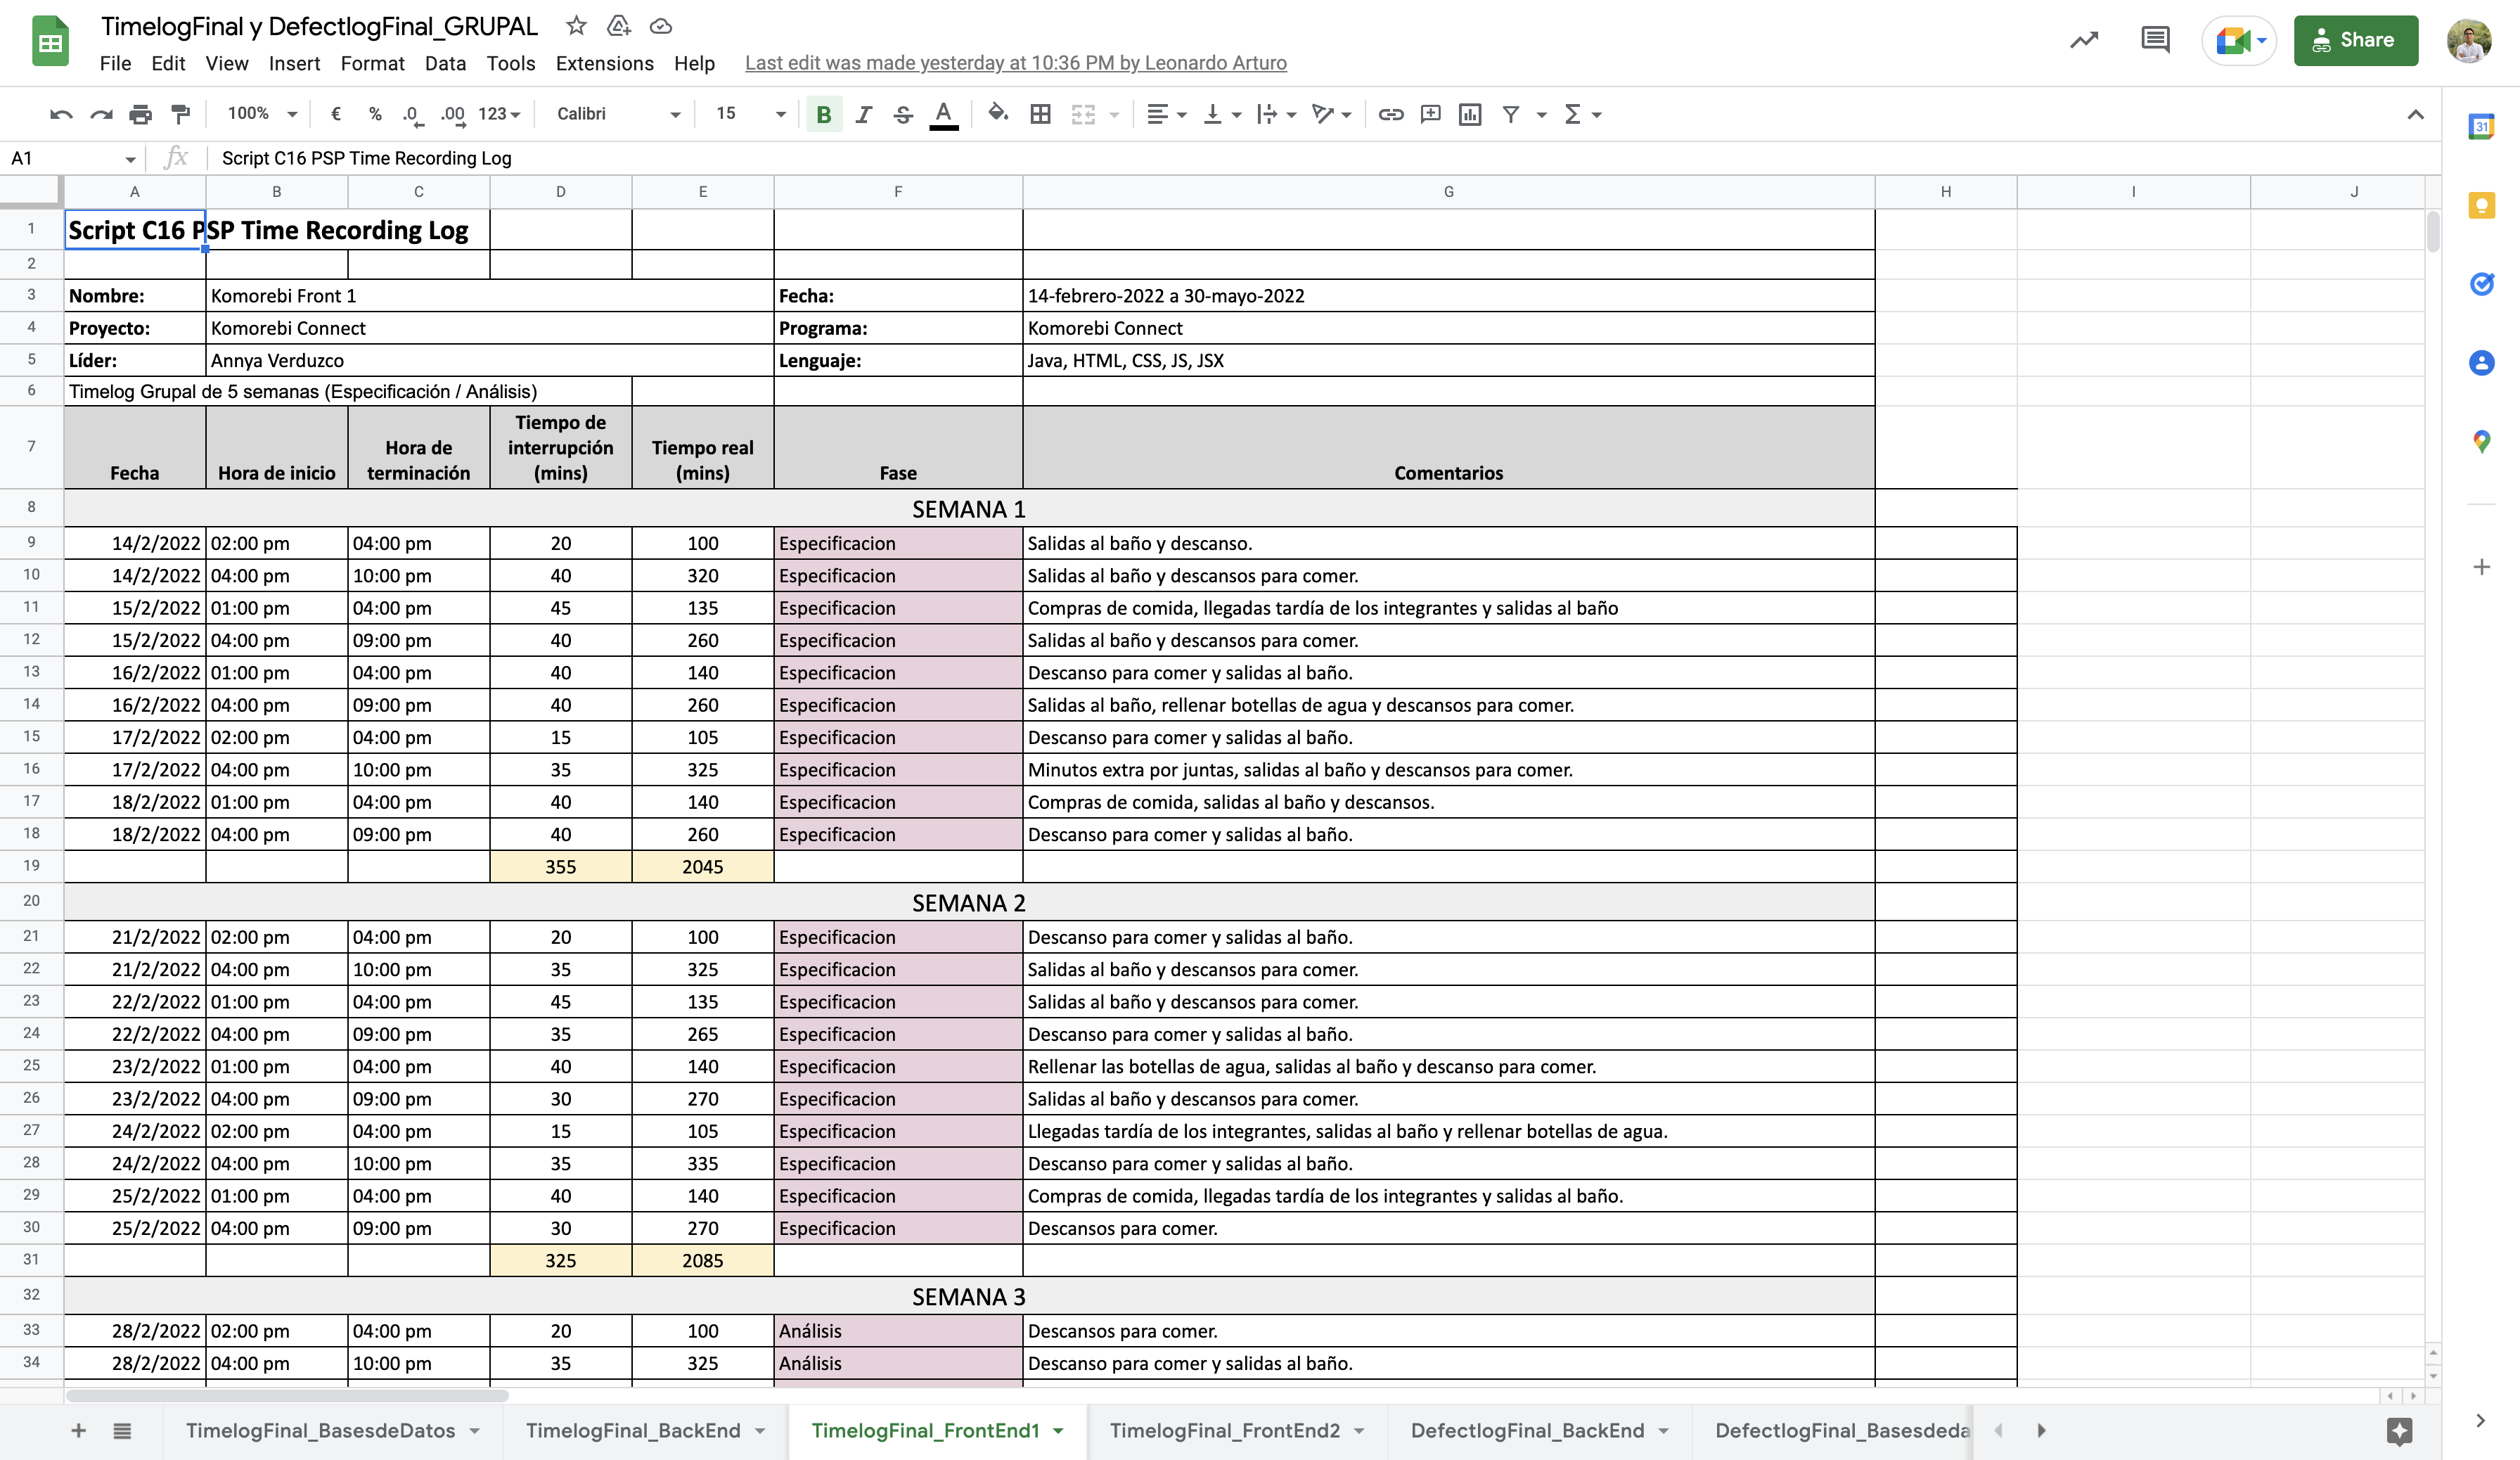 TimelogFinal y DefectlogFinal_GRUPAL
File Edit View Insert Format Data Tools Extensions Help Last edit was made yesterday at 10:36 PM by Leonardo Arturo
Share
100% € % .0 .00 123 Calibri 15 B I S A Σ
31
A1 fx Script C16 PSP Time Recording Log
A B C D E F G H I J
1 Script C16 PSP Time Recording Log
2
3 Nombre: Komorebi Front 1 Fecha: 14-febrero-2022 a 30-mayo-2022
4 Proyecto: Komorebi Connect Programa: Komorebi Connect
5 Líder: Annya Verduzco Lenguaje: Java, HTML, CSS, JS, JSX
6 Timelog Grupal de 5 semanas (Especificación / Análisis)
7 Fecha Hora de inicio Hora de terminación Tiempo de interrupción (mins) Tiempo real (mins) Fase Comentarios
8 SEMANA 1
9 14/2/2022 02:00 pm 04:00 pm 20 100 Especificacion Salidas al baño y descanso.
10 14/2/2022 04:00 pm 10:00 pm 40 320 Especificacion Salidas al baño y descansos para comer.
11 15/2/2022 01:00 pm 04:00 pm 45 135 Especificacion Compras de comida, llegadas tardía de los integrantes y salidas al baño
12 15/2/2022 04:00 pm 09:00 pm 40 260 Especificacion Salidas al baño y descansos para comer.
13 16/2/2022 01:00 pm 04:00 pm 40 140 Especificacion Descanso para comer y salidas al baño.
14 16/2/2022 04:00 pm 09:00 pm 40 260 Especificacion Salidas al baño, rellenar botellas de agua y descansos para comer.
15 17/2/2022 02:00 pm 04:00 pm 15 105 Especificacion Descanso para comer y salidas al baño.
16 17/2/2022 04:00 pm 10:00 pm 35 325 Especificacion Minutos extra por juntas, salidas al baño y descansos para comer.
17 18/2/2022 01:00 pm 04:00 pm 40 140 Especificacion Compras de comida, salidas al baño y descansos.
18 18/2/2022 04:00 pm 09:00 pm 40 260 Especificacion Descanso para comer y salidas al baño.
19 355 2045
20 SEMANA 2
21 21/2/2022 02:00 pm 04:00 pm 20 100 Especificacion Descanso para comer y salidas al baño.
22 21/2/2022 04:00 pm 10:00 pm 35 325 Especificacion Salidas al baño y descansos para comer.
23 22/2/2022 01:00 pm 04:00 pm 45 135 Especificacion Salidas al baño y descansos para comer.
24 22/2/2022 04:00 pm 09:00 pm 35 265 Especificacion Descanso para comer y salidas al baño.
25 23/2/2022 01:00 pm 04:00 pm 40 140 Especificacion Rellenar las botellas de agua, salidas al baño y descanso para comer.
26 23/2/2022 04:00 pm 09:00 pm 30 270 Especificacion Salidas al baño y descansos para comer.
27 24/2/2022 02:00 pm 04:00 pm 15 105 Especificacion Llegadas tardía de los integrantes, salidas al baño y rellenar botellas de agua.
28 24/2/2022 04:00 pm 10:00 pm 35 335 Especificacion Descanso para comer y salidas al baño.
29 25/2/2022 01:00 pm 04:00 pm 40 140 Especificacion Compras de comida, llegadas tardía de los integrantes y salidas al baño.
30 25/2/2022 04:00 pm 09:00 pm 30 270 Especificacion Descansos para comer.
31 325 2085
32 SEMANA 3
33 28/2/2022 02:00 pm 04:00 pm 20 100 Análisis Descansos para comer.
34 28/2/2022 04:00 pm 10:00 pm 35 325 Análisis Descanso para comer y salidas al baño.
TimelogFinal_BasesdeDatos TimelogFinal_BackEnd TimelogFinal_FrontEnd1 TimelogFinal_FrontEnd2 DefectlogFinal_BackEnd DefectlogFinal_Basesdeda